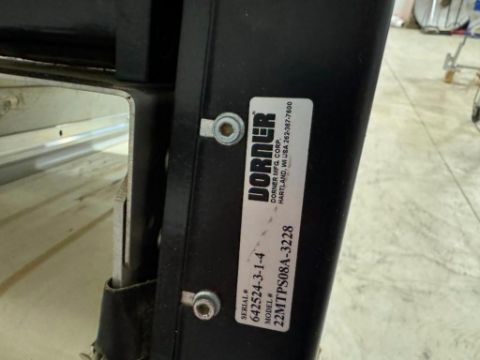 DORNER
DORNER MFG. CORP.
HARTLAND, WI USA 262-367-7600
SERIAL #
642524-3-1-4
MODEL #
22MTPS08A-3228